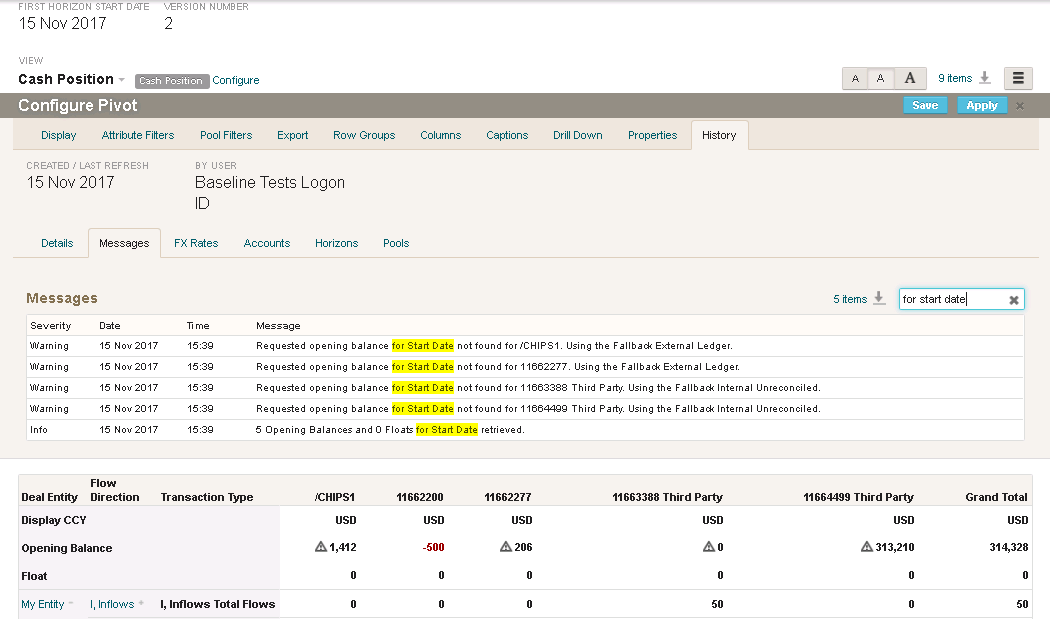 FIRST HORIZON START DATE VERSION NUMBER
15 Nov 2017 2
VIEW
Cash Position Cash Position Configure A A A 9 items
Configure Pivot Save Apply ×
Display Attribute Filters Pool Filters Export Row Groups Columns Captions Drill Down Properties History
CREATED / LAST REFRESH BY USER
15 Nov 2017 Baseline Tests Logon
ID
Details Messages FX Rates Accounts Horizons Pools
Messages 5 items for start date
Severity Date Time Message
Warning 15 Nov 2017 15:39 Requested opening balance for Start Date not found for /CHIPS1. Using the Fallback External Ledger.
Warning 15 Nov 2017 15:39 Requested opening balance for Start Date not found for 11662277. Using the Fallback External Ledger.
Warning 15 Nov 2017 15:39 Requested opening balance for Start Date not found for 11663388 Third Party. Using the Fallback Internal Unreconciled.
Warning 15 Nov 2017 15:39 Requested opening balance for Start Date not found for 11664499 Third Party. Using the Fallback Internal Unreconciled.
Info 15 Nov 2017 15:39 5 Opening Balances and 0 Floats for Start Date retrieved.
Deal Entity Flow Direction Transaction Type /CHIPS1 11662200 11662277 11663388 Third Party 11664499 Third Party Grand Total
Display CCY USD USD USD USD USD USD
Opening Balance 1,412 -500 206 0 313,210 314,328
Float 0 0 0 0 0 0
My Entity I, Inflows I, Inflows Total Flows 0 0 0 50 0 50